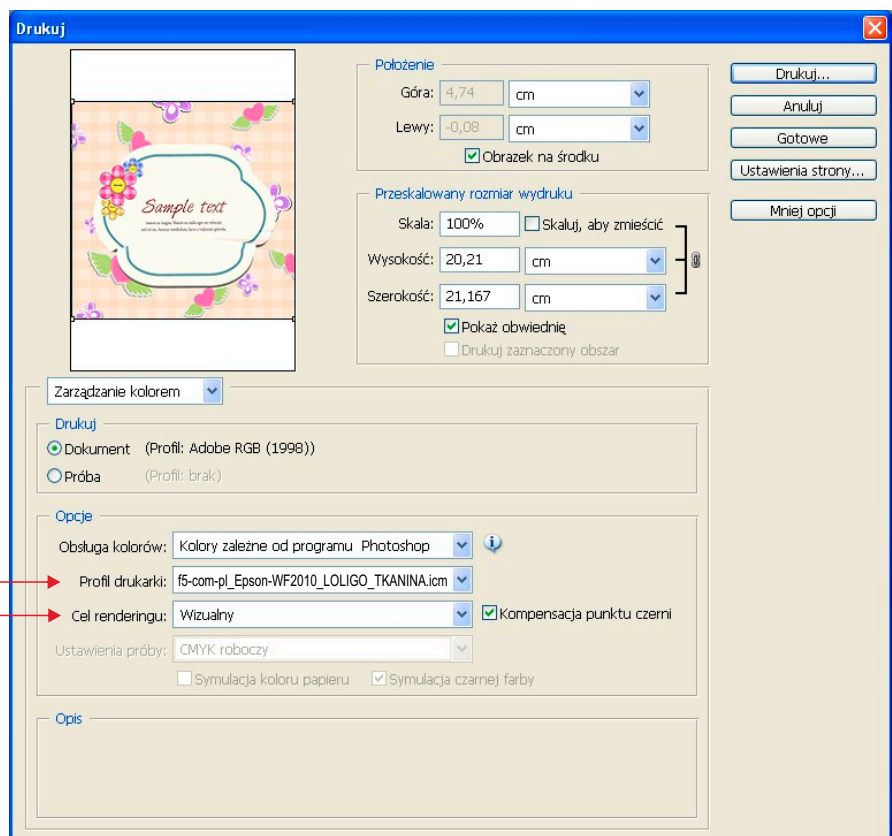 Drukuj
Położenie
Góra: 4,74 cm
Lewy: -0,08 cm
Obrazek na środku
Przeskalowany rozmiar wydruku
Skala: 100% Skaluj, aby zmieścić
Wysokość: 20,21 cm
Szerokość: 21,167 cm
Pokaż obwiednię
Drukuj zaznaczony obszar
Drukuj...
Anuluj
Gotowe
Ustawienia strony...
Mniej opcji
Sample text
Zarządzanie kolorem
Drukuj
Dokument (Profil: Adobe RGB (1998))
Próba (Profil: brak)
Opcje
Obsługa kolorów: Kolory zależne od programu Photoshop
Profil drukarki: f5-com-pl_Epson-WF2010_LOLIGO_TKANINA.icm
Cel renderingu: Wizualny Kompensacja punktu czerni
Ustawienia próby: CMYK roboczy
Symulacja koloru papieru Symulacja czarnej farby
Opis